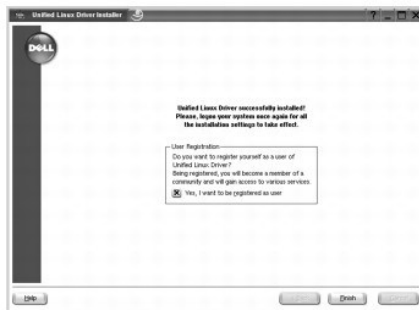 Unified Linux Driver Installer
DELL
Unified Linux Driver successfully installed!
Please, logon your system once again for all
the installation settings to take effect.
User Registration
Do you want to register yourself as a user of
Unified Linux Driver?
Being registered, you will become a member of a
community and will gain access to various services.
Yes, I want to be registered as user
Help
Finish
Cancel